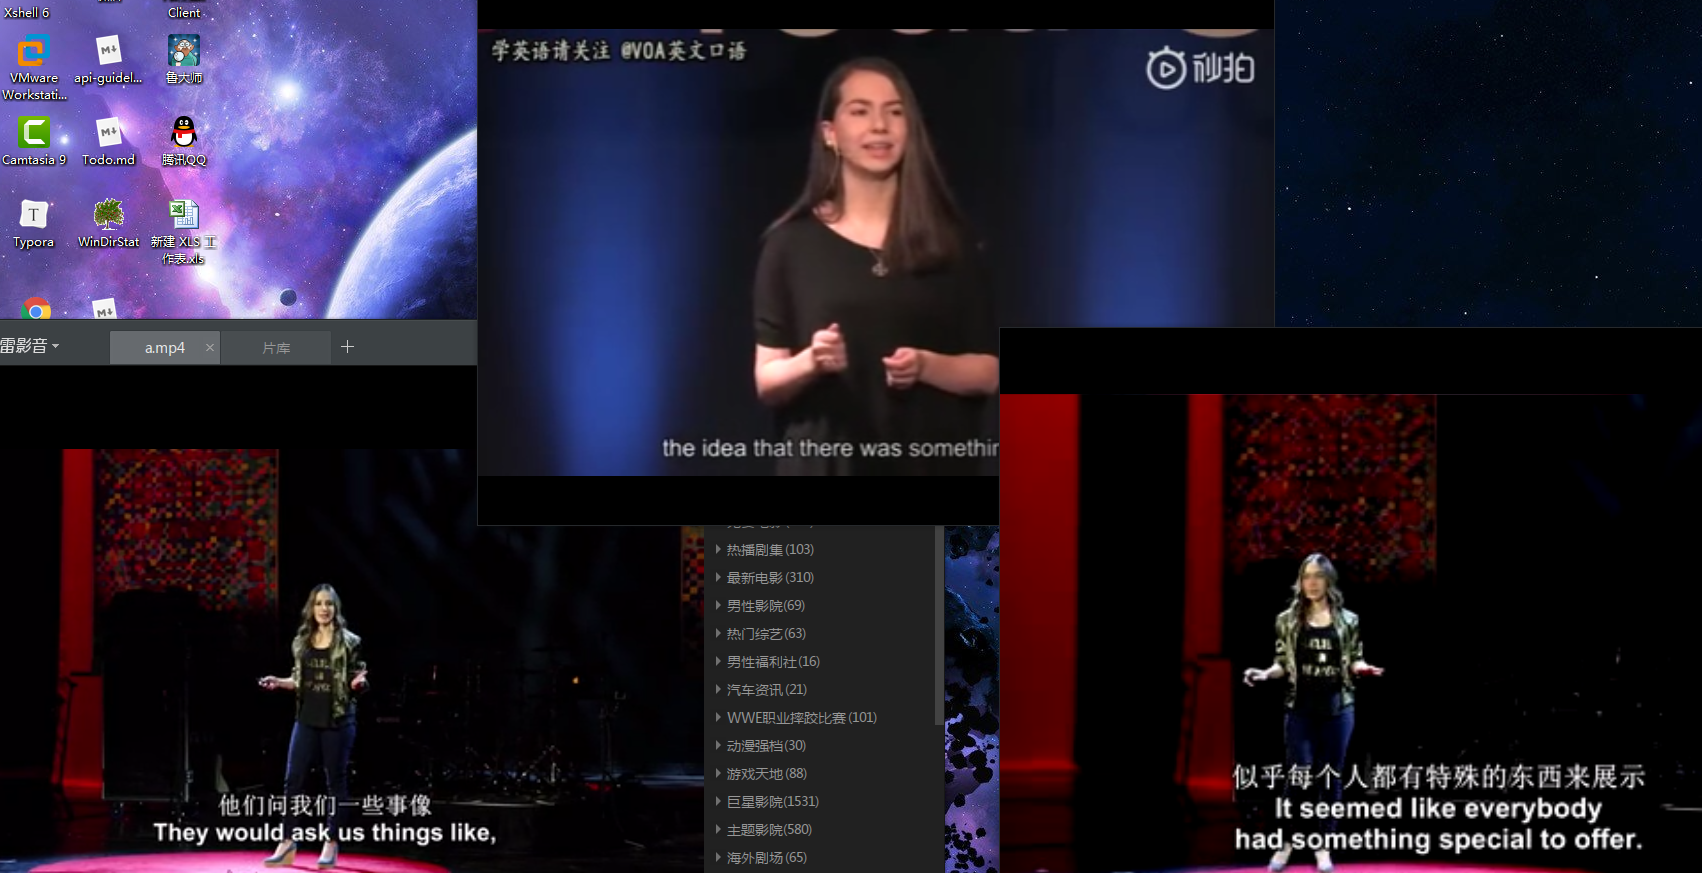 Xshell 6
Client
VMware
Workstati...
api-guidel...
鲁大师
Camtasia 9
Todo.md
腾讯QQ
T
Typora
WinDirStat
新建 XLS 工
作表.xls
雷影音
a.mp4
片库
学英语请关注 @VOA英文口语
秒拍
the idea that there was somethin
热播剧集(103)
最新电影(310)
男性影院(69)
热门综艺(63)
男性福利社(16)
汽车资讯(21)
WWE职业摔跤比赛(101)
动漫强档(30)
游戏天地(88)
巨星影院(1531)
主题影院(580)
海外剧场(65)
他们问我们一些事像
They would ask us things like,
似乎每个人都有特殊的东西来展示
It seemed like everybody
had something special to offer.